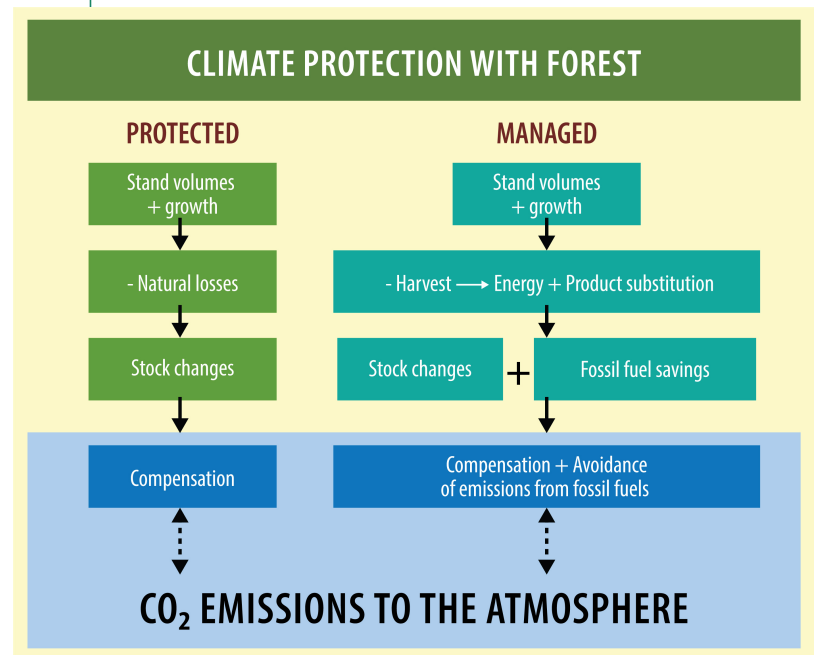 CLIMATE PROTECTION WITH FOREST
PROTECTED
MANAGED
Stand volumes
+ growth
Stand volumes
+ growth
- Natural losses
- Harvest → Energy + Product substitution
Stock changes
Stock changes
+
Fossil fuel savings
Compensation
Compensation + Avoidance
of emissions from fossil fuels
CO₂ EMISSIONS TO THE ATMOSPHERE